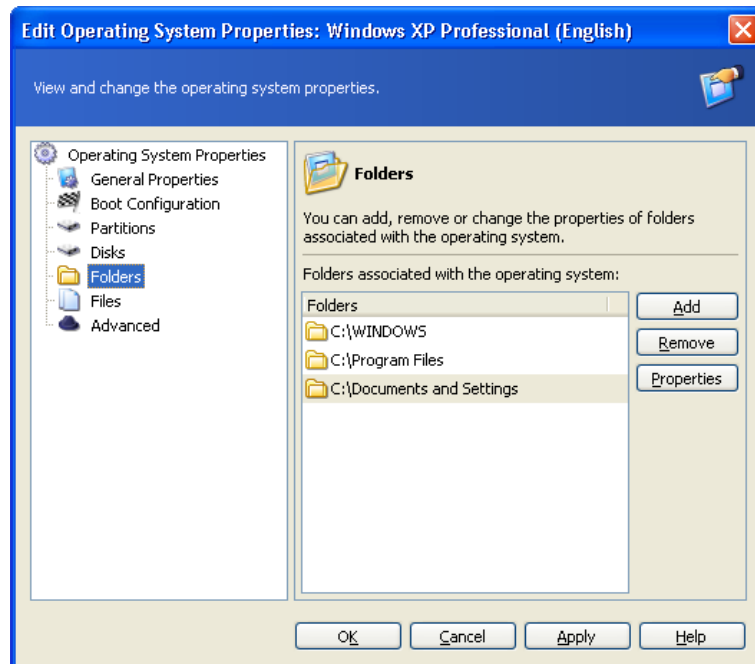 Edit Operating System Properties: Windows XP Professional (English)
View and change the operating system properties.
Operating System Properties
General Properties
Boot Configuration
Partitions
Disks
Folders
Files
Advanced
Folders
You can add, remove or change the properties of folders
associated with the operating system.
Folders associated with the operating system:
Folders
C:\WINDOWS
C:\Program Files
C:\Documents and Settings
Add
Remove
Properties
OK
Cancel
Apply
Help